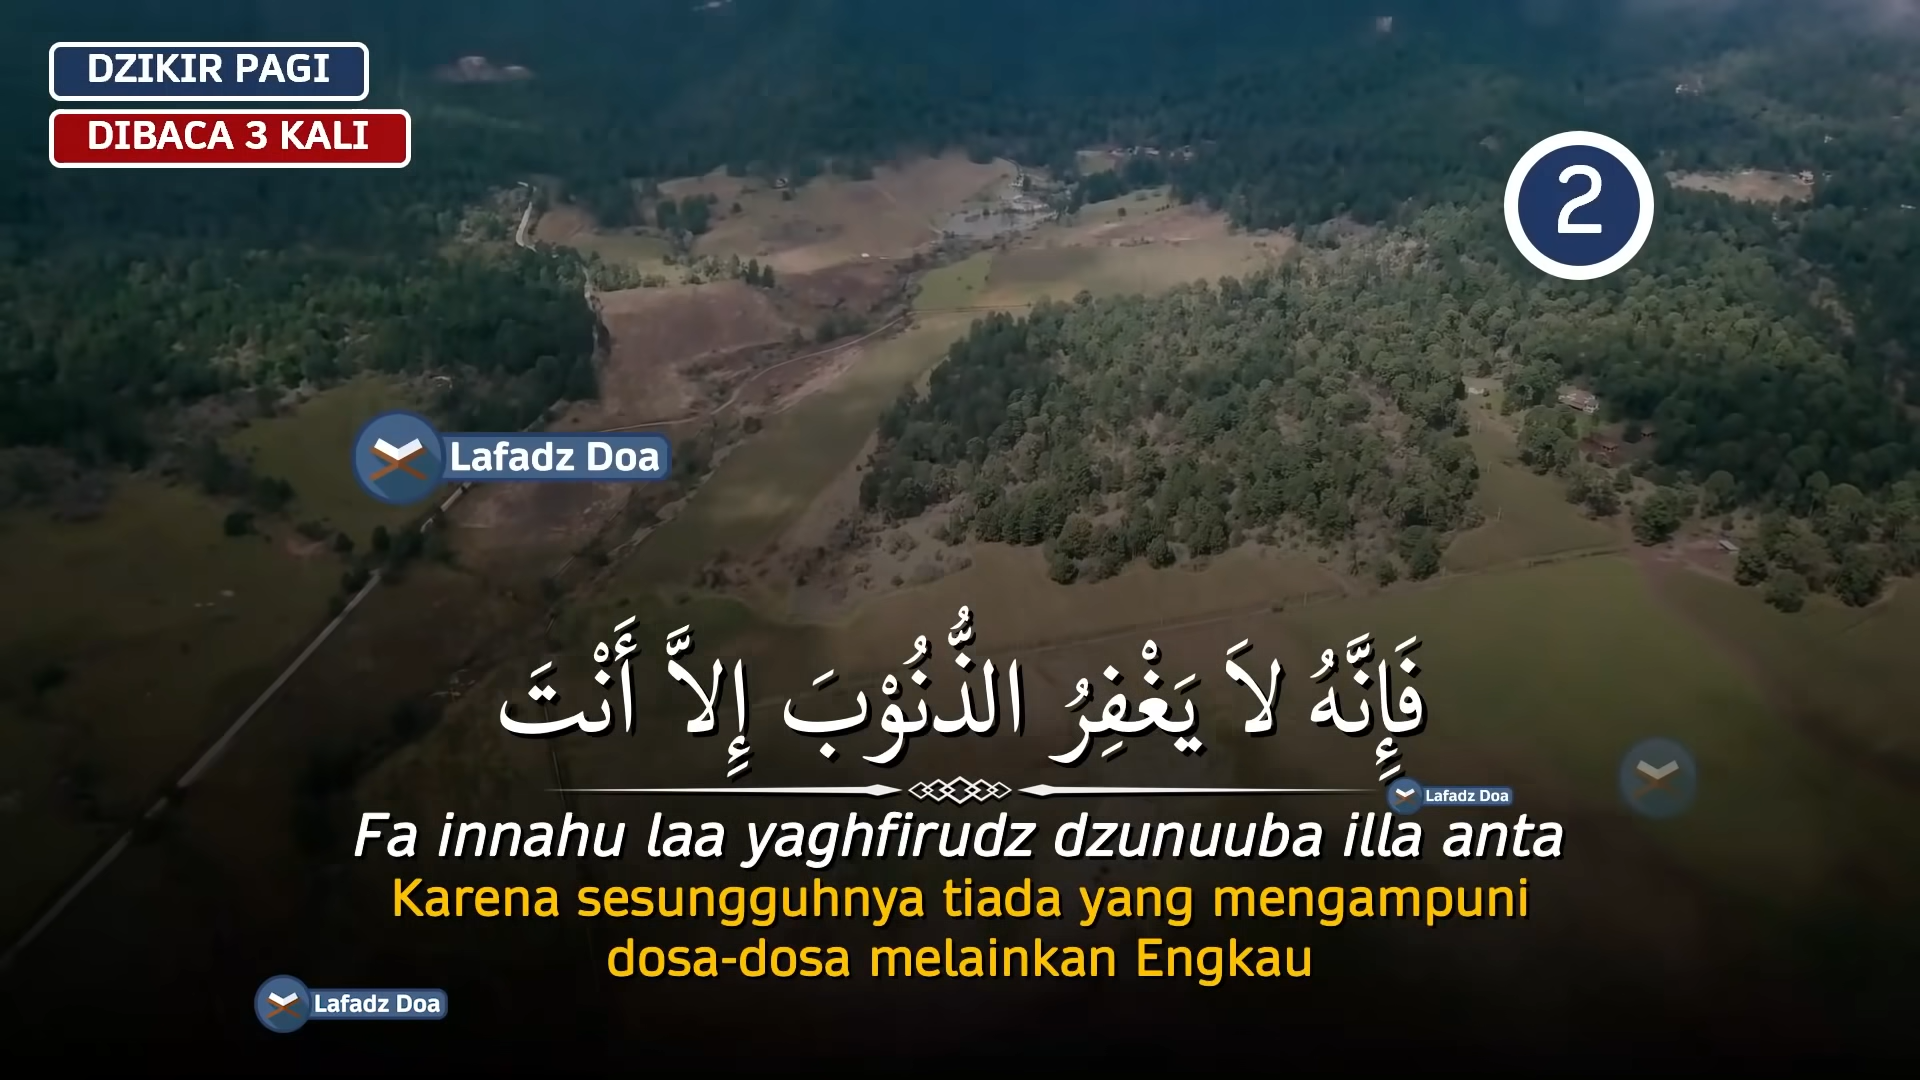 DZIKIR PAGI
DIBACA 3 KALI
2
Lafadz Doa
فَإِنَّهُ لاَ يَغْفِرُ الذُّنُوْبَ إِلاَّ أَنْتَ
Lafadz Doa
Fa innahu laa yaghfirudz dzunuuba illa anta
Karena sesungguhnya tiada yang mengampuni
dosa-dosa melainkan Engkau
Lafadz Doa